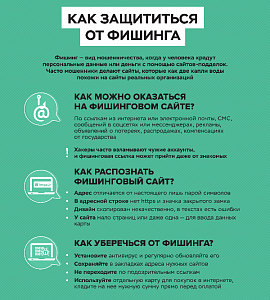 КАК ЗАЩИТИТЬСЯ
ОТ ФИШИНГА
Фишинг – вид мошенничества, когда у человека крадут
персональные данные или деньги с помощью сайтов-подделок.
Часто мошенники делают сайты, которые как две капли воды
похожи на сайты реальных организаций
КАК МОЖНО ОКАЗАТЬСЯ
НА ФИШИНГОВОМ САЙТЕ?
По ссылкам из интернета или электронной почты, СМС,
сообщений в соцсетях или мессенджерах, рекламы,
объявлений о лотереях, распродажах, компенсациях
от государства
Хакеры часто взламывают чужие аккаунты,
и фишинговая ссылка может прийти даже от знакомых
КАК РАСПОЗНАТЬ
ФИШИНГОВЫЙ САЙТ?
Адрес отличается от настоящего лишь парой символов
В адресной строке нет https и значка закрытого замка
Дизайн скопирован некачественно, в текстах есть ошибки
У сайта мало страниц или даже одна – для ввода данных
карты
КАК УБЕРЕЧЬСЯ ОТ ФИШИНГА?
Установите антивирус и регулярно обновляйте его
Сохраняйте в закладках адреса нужных сайтов
Не переходите по подозрительным ссылкам
Используйте отдельную карту для покупок в интернете,
кладите на нее нужную сумму прямо перед оплатой